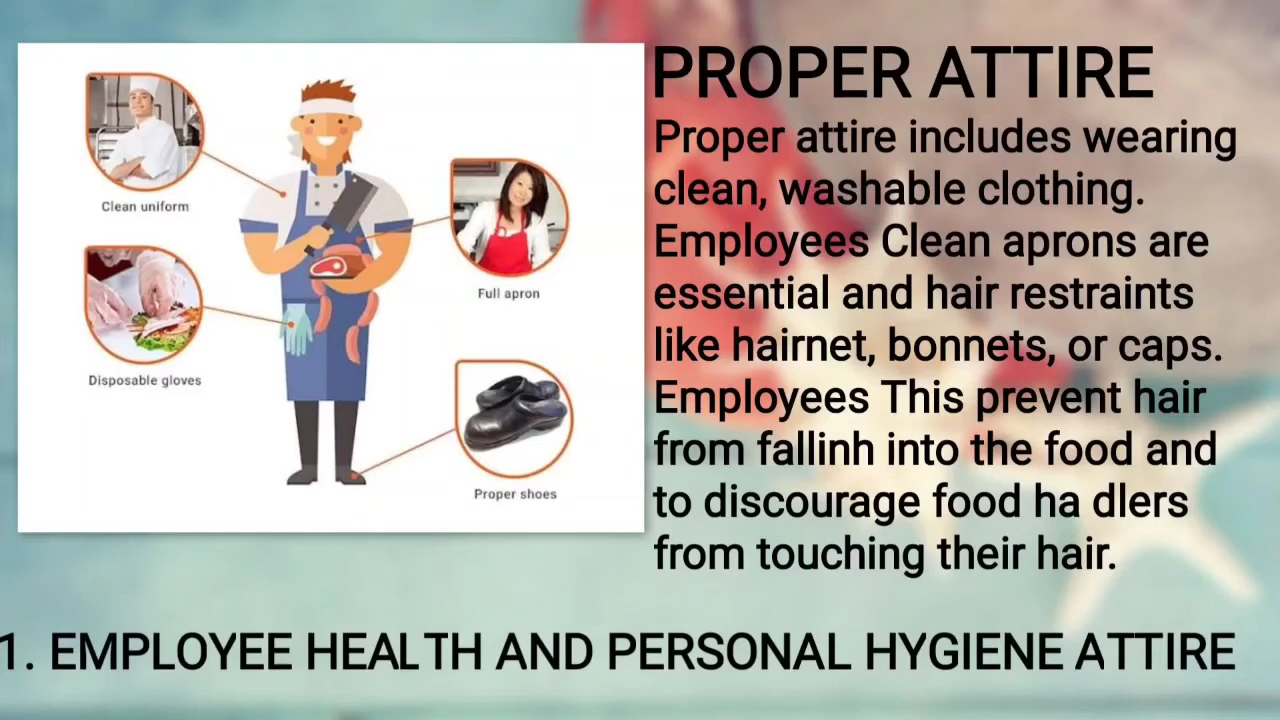 PROPER ATTIRE
Proper attire includes wearing
clean, washable clothing.
Employees Clean aprons are
essential and hair restraints
like hairnet, bonnets, or caps.
Employees This prevent hair
from fallinh into the food and
to discourage food ha dlers
from touching their hair.
Clean uniform
Full apron
Disposable gloves
Proper shoes
1. EMPLOYEE HEALTH AND PERSONAL HYGIENE ATTIRE